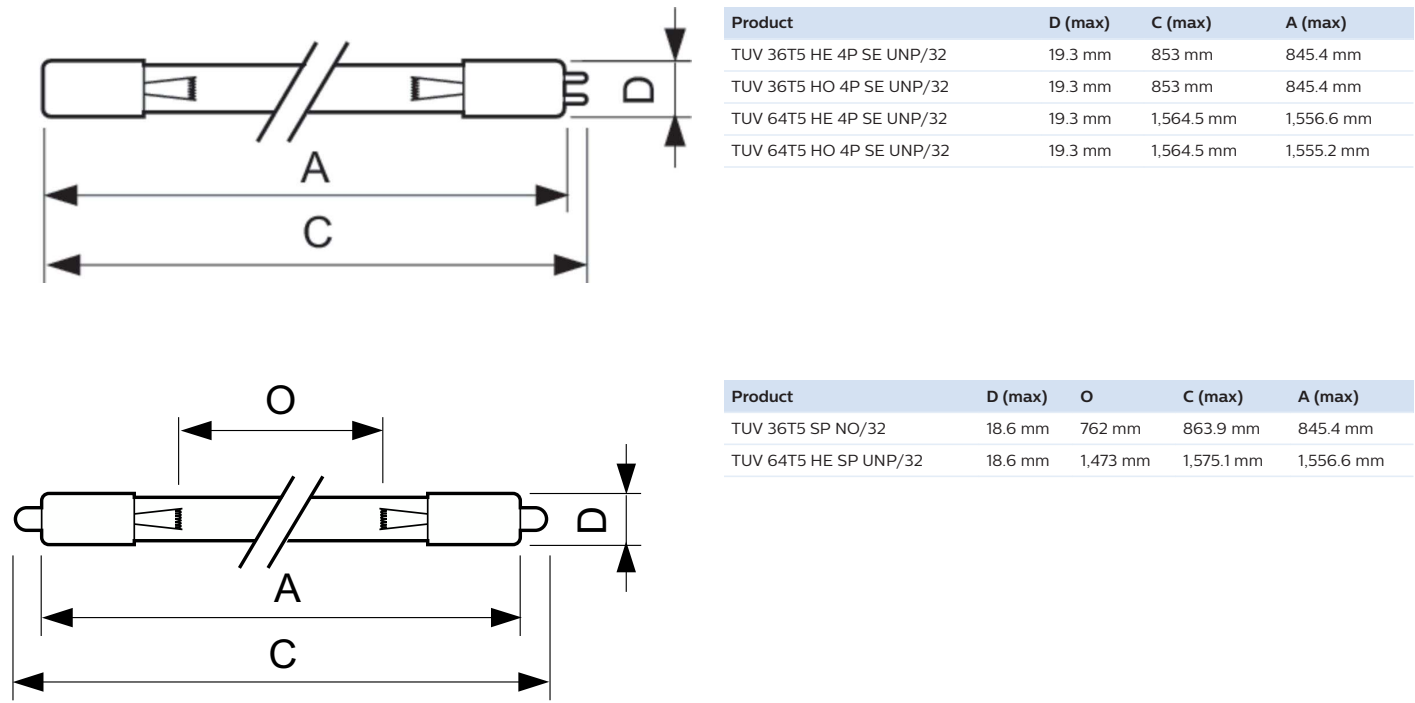 Product D (max) C (max) A (max)
TUV 36T5 HE 4P SE UNP/32 19.3 mm 853 mm 845.4 mm
TUV 36T5 HO 4P SE UNP/32 19.3 mm 853 mm 845.4 mm
TUV 64T5 HE 4P SE UNP/32 19.3 mm 1,564.5 mm 1,556.6 mm
TUV 64T5 HO 4P SE UNP/32 19.3 mm 1,564.5 mm 1,555.2 mm
D
A
C
Product D (max) O C (max) A (max)
TUV 36T5 SP NO/32 18.6 mm 762 mm 863.9 mm 845.4 mm
TUV 64T5 HE SP UNP/32 18.6 mm 1,473 mm 1,575.1 mm 1,556.6 mm
O
D
A
C